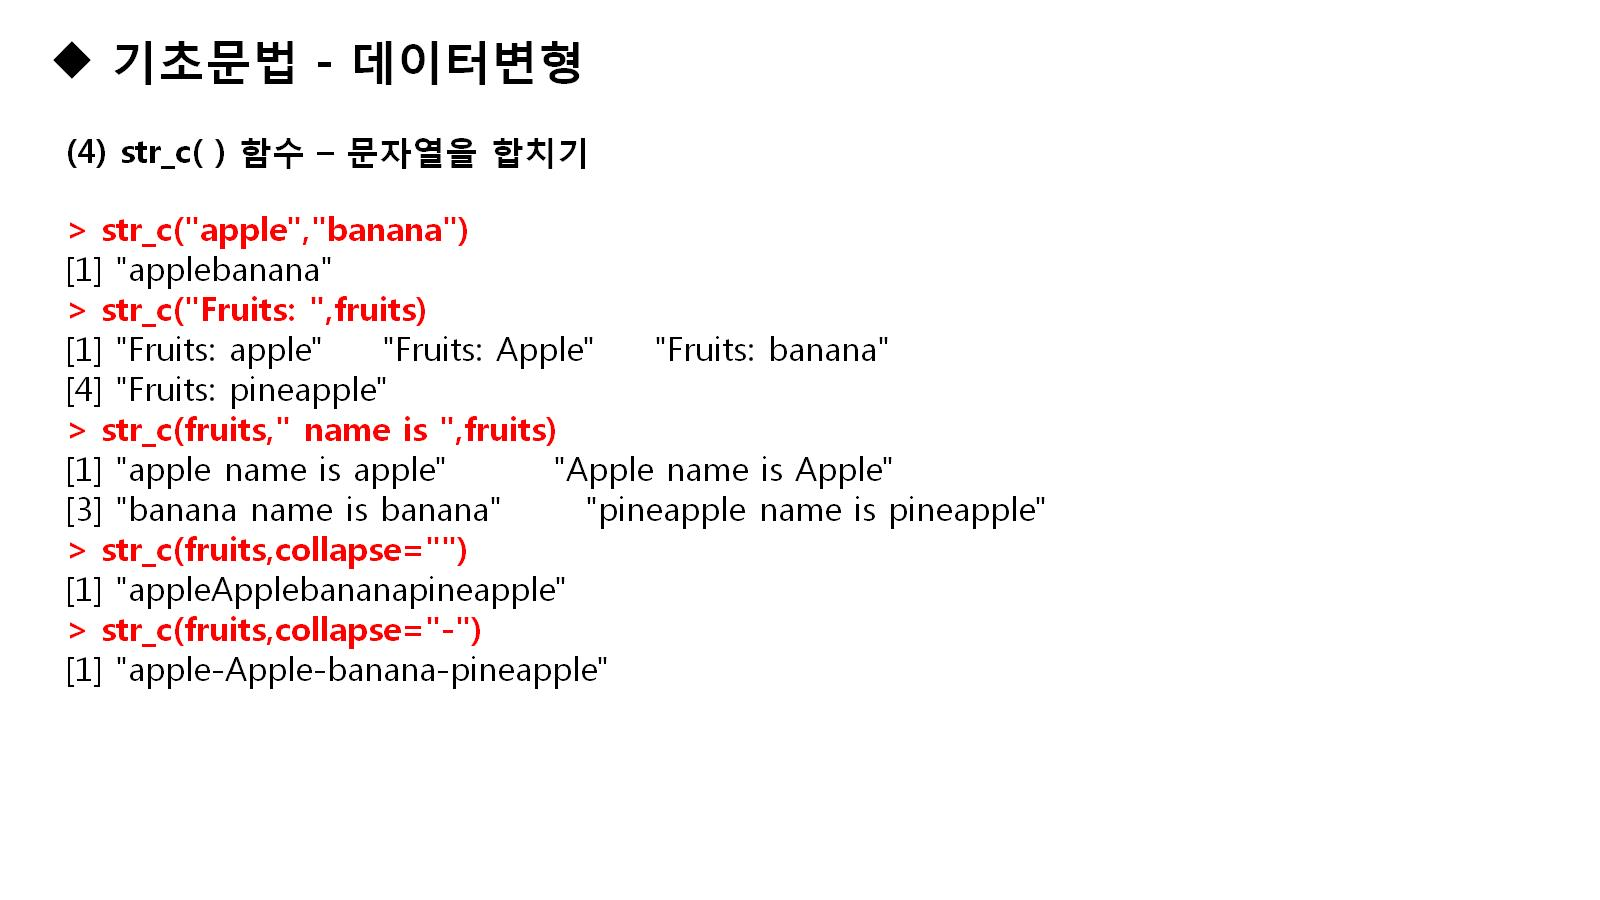 ◆ 기초문법 - 데이터변형
(4) str_c( ) 함수 – 문자열을 합치기
> str_c("apple","banana")
[1] "applebanana"
> str_c("Fruits: ",fruits)
[1] "Fruits: apple"     "Fruits: Apple"     "Fruits: banana"
[4] "Fruits: pineapple"
> str_c(fruits," name is ",fruits)
[1] "apple name is apple"         "Apple name is Apple"
[3] "banana name is banana"       "pineapple name is pineapple"
> str_c(fruits,collapse="")
[1] "appleApplebananapineapple"
> str_c(fruits,collapse="-")
[1] "apple-Apple-banana-pineapple"